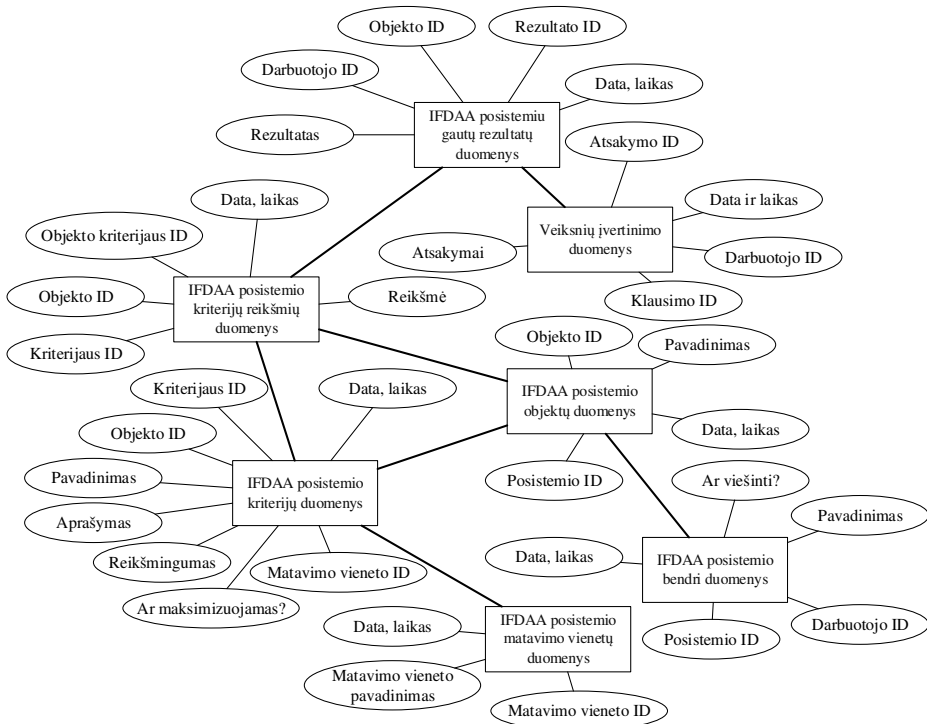 Objekto ID
Rezultato ID
Darbuotojo ID
Data, laikas
IFDAA posistemiu
gautų rezultatų
duomenys
Rezultatas
Atsakymo ID
Data, laikas
Data ir laikas
Objekto kriterijaus ID
Veiksnių įvertinimo
duomenys
Atsakymai
Darbuotojo ID
Objekto ID
IFDAA posistemio
kriterijų reikšmių
duomenys
Reikšmė
Klausimo ID
Kriterijaus ID
Objekto ID
Pavadinimas
Kriterijaus ID
Data, laikas
IFDAA posistemio
objektų duomenys
Objekto ID
Data, laikas
Pavadinimas
IFDAA posistemio
kriterijų duomenys
Posistemio ID
Ar viešinti?
Aprašymas
Pavadinimas
Reikšmingumas
Matavimo vieneto ID
Data, laikas
IFDAA posistemio
bendri duomenys
Ar maksimizuojamas?
Data, laikas
IFDAA posistemio
matavimo vienetų
duomenys
Posistemio ID
Darbuotojo ID
Matavimo vieneto
pavadinimas
Matavimo vieneto ID